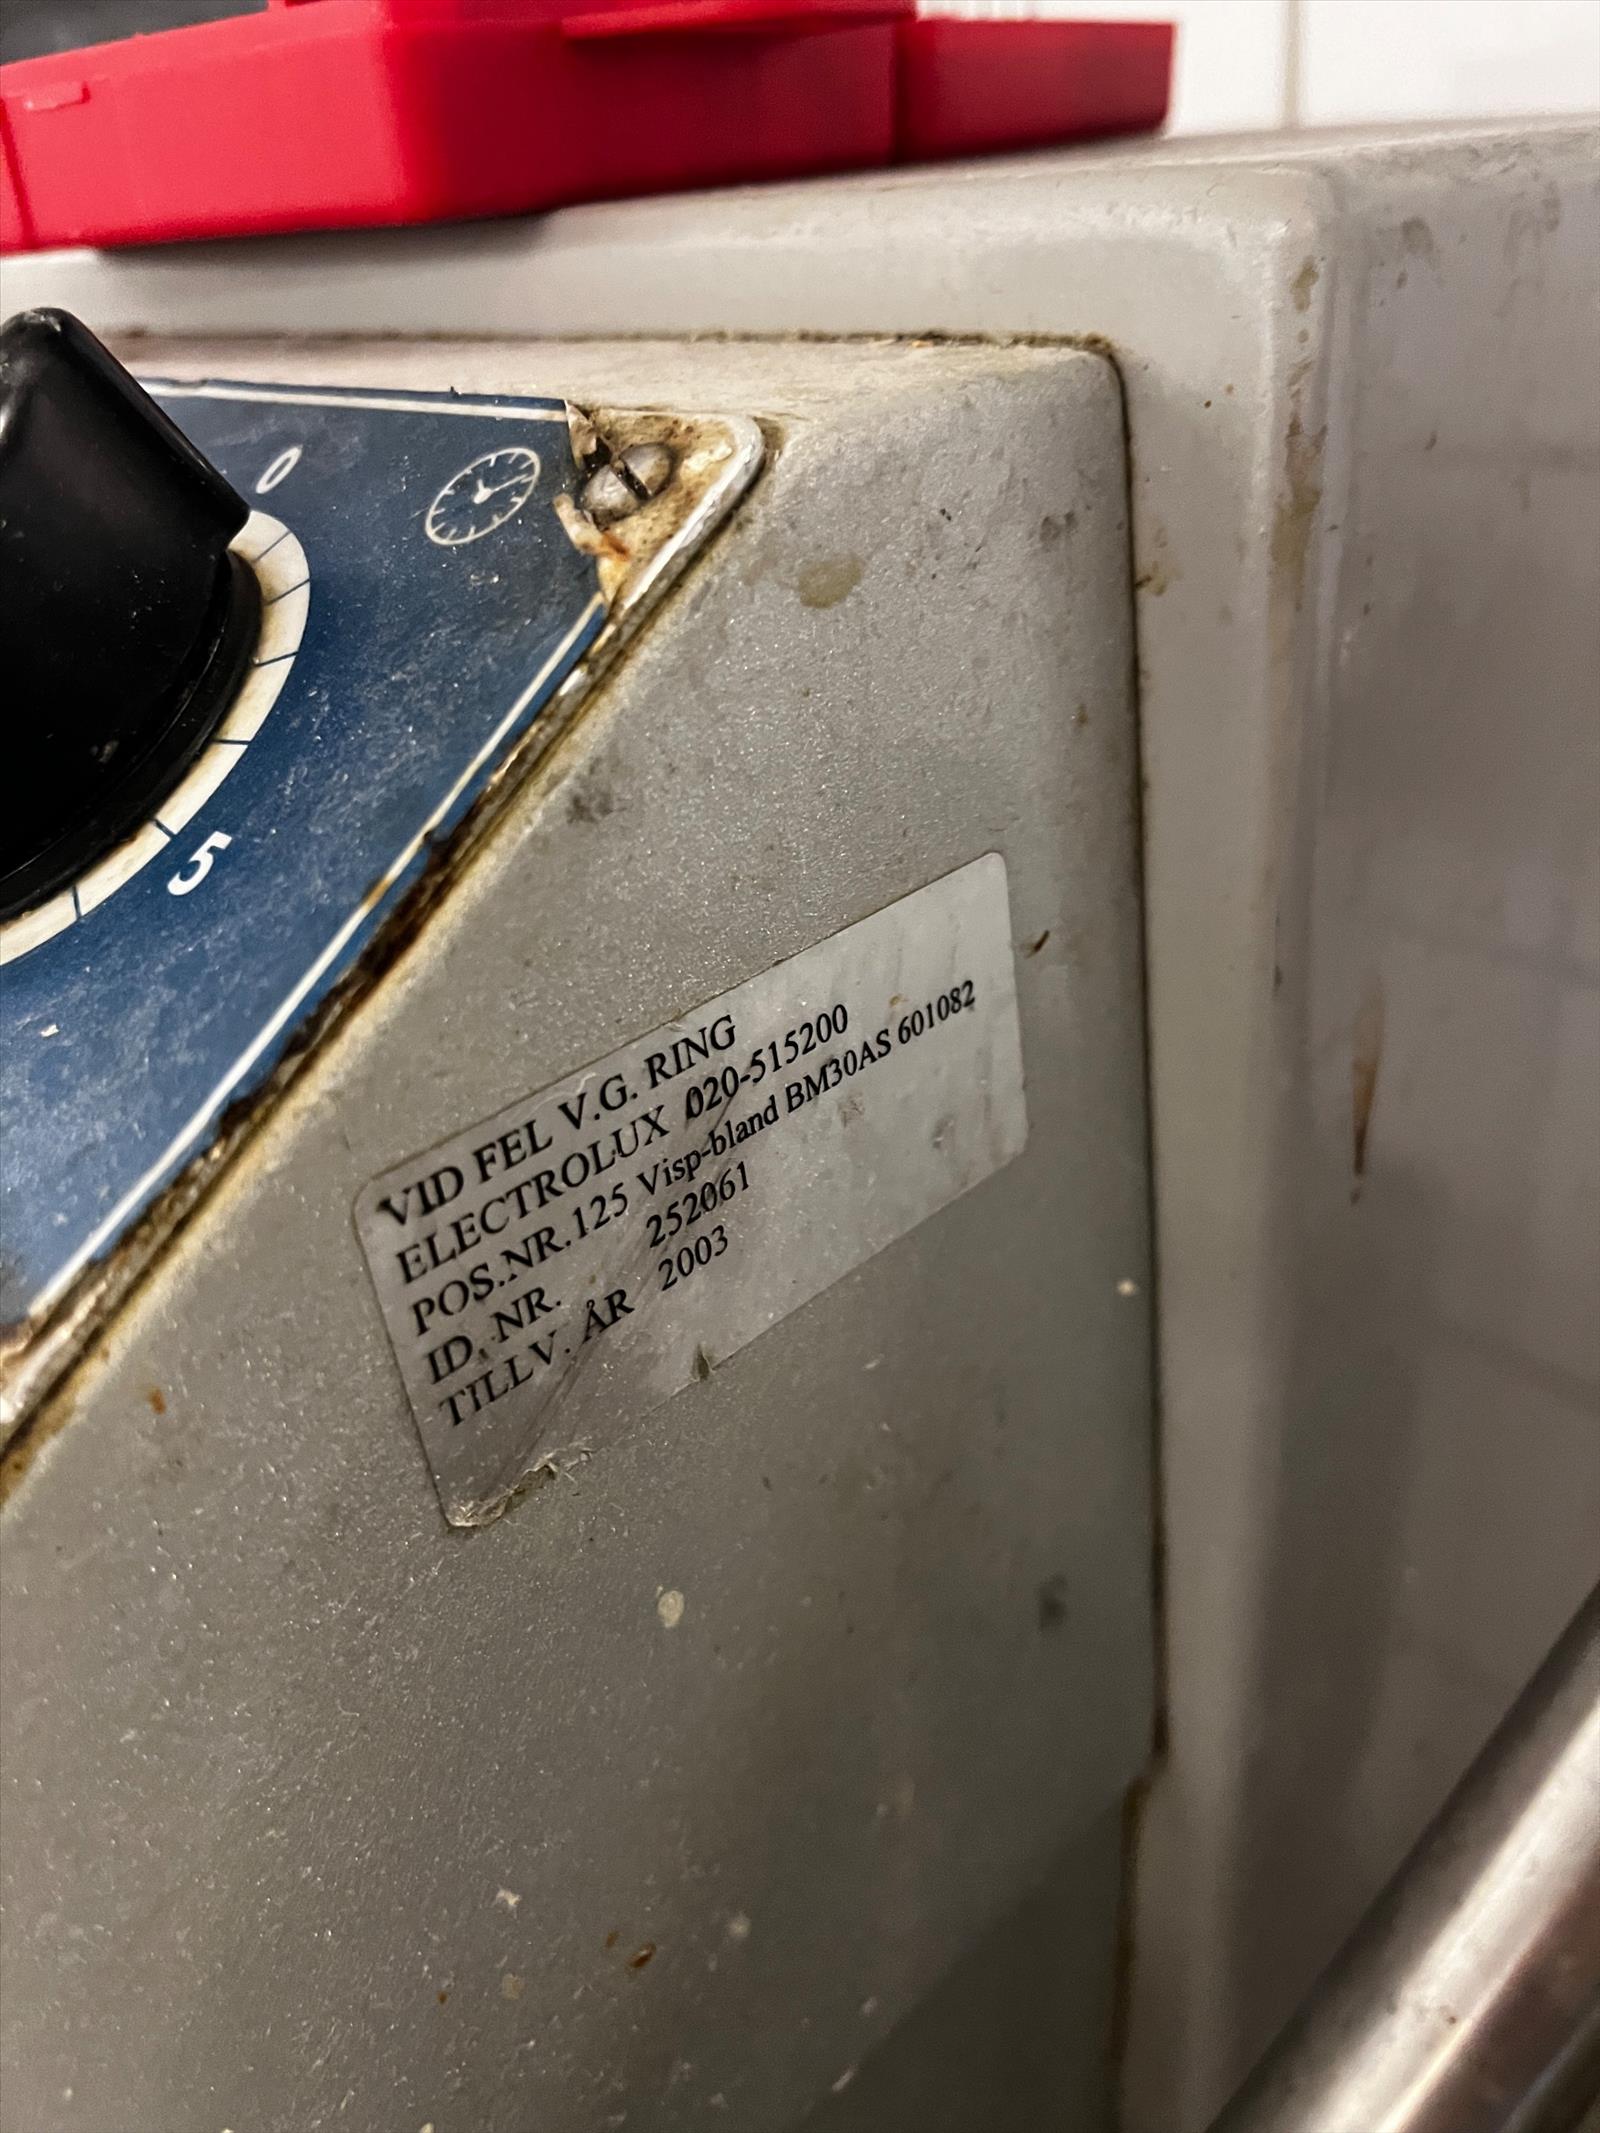 0
5
VID FEL V.G. RING
ELECTROLUX 020-515200
POS.NR.125 Visp-bland BM30AS 601082
ID. NR. 252061
TILLV. ÅR 2003